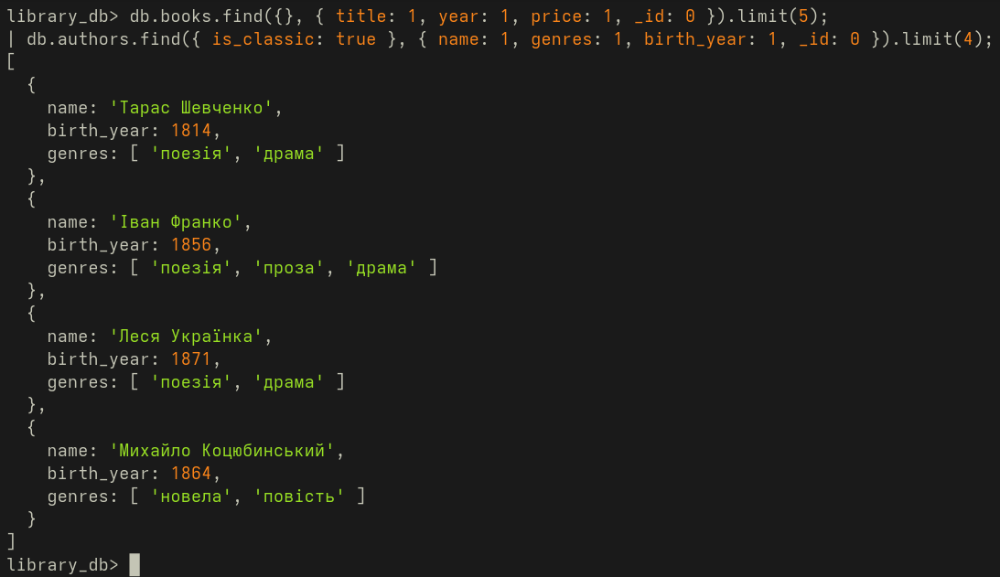 library_db> db.books.find({}, { title: 1, year: 1, price: 1, _id: 0 }).limit(5);
| db.authors.find({ is_classic: true }, { name: 1, genres: 1, birth_year: 1, _id: 0 }).limit(4);
[
  {
    name: 'Тарас Шевченко',
    birth_year: 1814,
    genres: [ 'поезія', 'драма' ]
  },
  {
    name: 'Іван Франко',
    birth_year: 1856,
    genres: [ 'поезія', 'проза', 'драма' ]
  },
  {
    name: 'Леся Українка',
    birth_year: 1871,
    genres: [ 'поезія', 'драма' ]
  },
  {
    name: 'Михайло Коцюбинський',
    birth_year: 1864,
    genres: [ 'новела', 'повість' ]
  }
]
library_db>